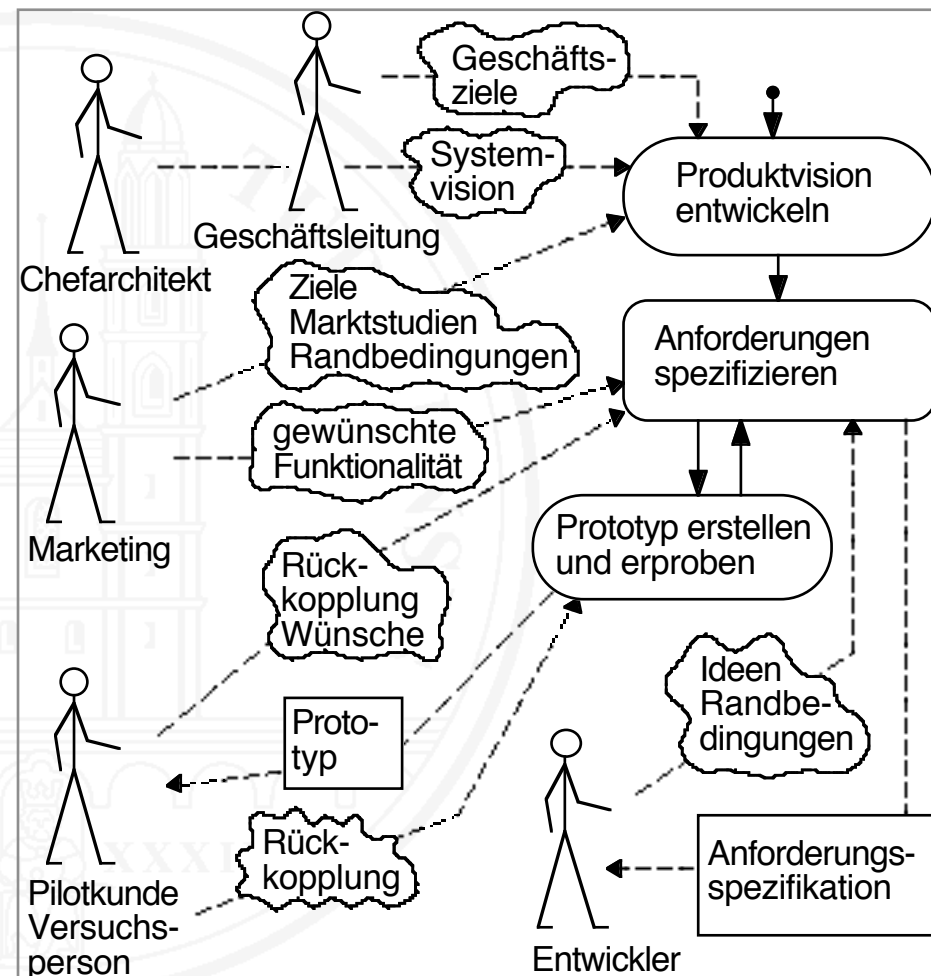 Geschäfts-
ziele
System-
vision
Produktvision
entwickeln
Geschäftsleitung
Chefarchitekt
Ziele
Marktstudien
Randbedingungen
Anforderungen
spezifizieren
gewünschte
Funktionalität
Marketing
Prototyp erstellen
und erproben
Rück-
kopplung
Wünsche
Ideen
Randbe-
dingungen
Proto-
typ
Rück-
kopplung
Anforderungs-
spezifikation
Pilotkunde
Versuchs-
person
Entwickler